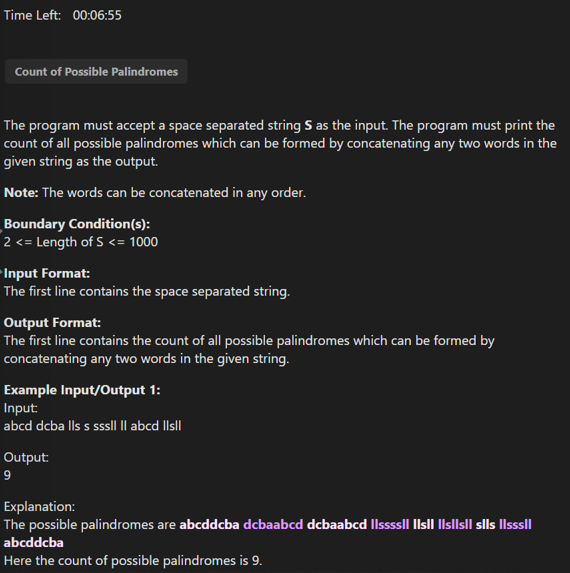 Time Left: 00:06:55
Count of Possible Palindromes
The program must accept a space separated string S as the input. The program must print the
count of all possible palindromes which can be formed by concatenating any two words in the
given string as the output.
Note: The words can be concatenated in any order.
Boundary Condition(s):
2 <= Length of S <= 1000
Input Format:
The first line contains the space separated string.
Output Format:
The first line contains the count of all possible palindromes which can be formed by
concatenating any two words in the given string.
Example Input/Output 1:
Input:
abcd dcba lls s sssll ll abcd llsll
Output:
9
Explanation:
The possible palindromes are abcddcba dcbaabcd dcbaabcd llssssll llsll llsllsll slls llsssll
abcddcba
Here the count of possible palindromes is 9.